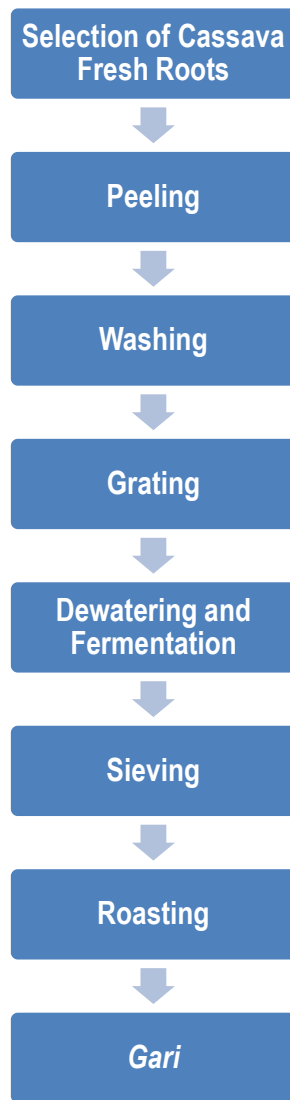 Selection of Cassava
Fresh Roots
Peeling
Washing
Grating
Dewatering and
Fermentation
Sieving
Roasting
Gari